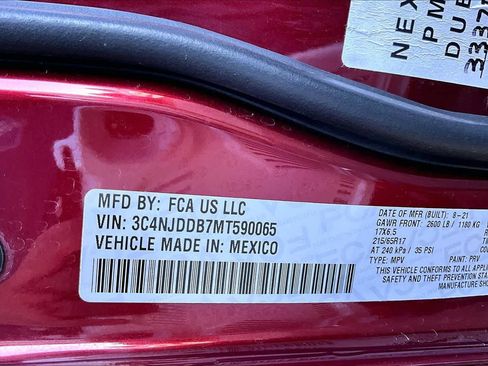 NEX
PM
DUE
MFD BY: FCA US LLC
VIN: 3C4NJDDB7MT590065
VEHICLE MADE IN: MEXICO
DATE OF MFR (BUILT): 8-21
GAWR FRONT: 2600 LB / 1180 KG
17X6.5
215/65R17
AT 240 kPa / 35 PSI
TYPE: MPV PAINT: PRV
THIS VEHICLE CONFORMS TO ALL APPLICA
SAFETY AND THEFT PREVENTION STA
MANUFACTURE SHO